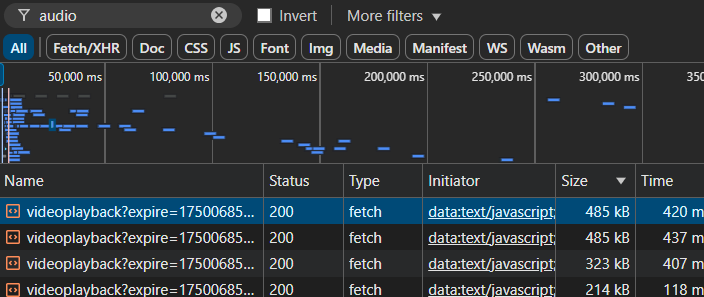 audio Invert More filters
All Fetch/XHR Doc CSS JS Font Img Media Manifest WS Wasm Other
50,000 ms 100,000 ms 150,000 ms 200,000 ms 250,000 ms 300,000 ms 350
Name Status Type Initiator Size Time
videoplayback?expire=17500685... 200 fetch data:text/javascript; 485 kB 420 m
videoplayback?expire=17500685... 200 fetch data:text/javascript; 485 kB 437 m
videoplayback?expire=17500685... 200 fetch data:text/javascript; 323 kB 407 m
videoplayback?expire=17500685... 200 fetch data:text/javascript; 214 kB 118 m